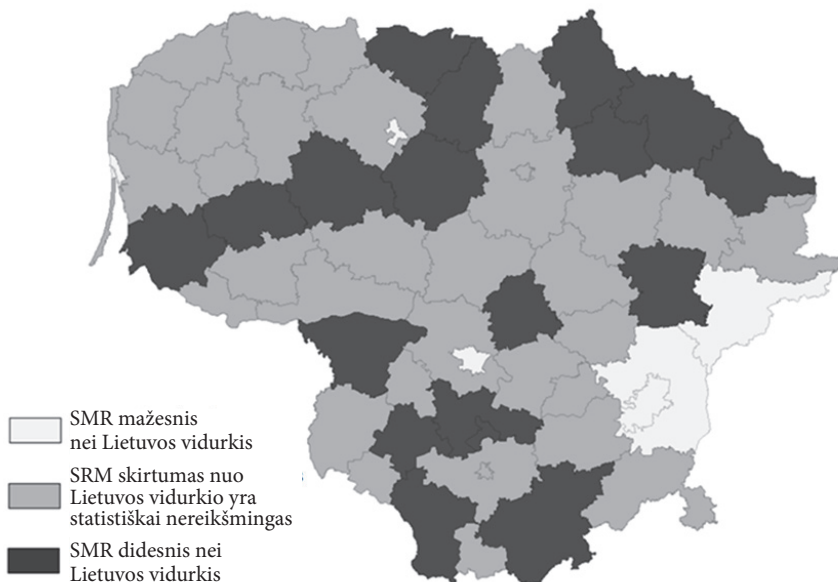 SMR mažesnis
nei Lietuvos vidurkis
SRM skirtumas nuo
Lietuvos vidurkio yra
statistiškai nereikšmingas
SMR didesnis nei
Lietuvos vidurkis